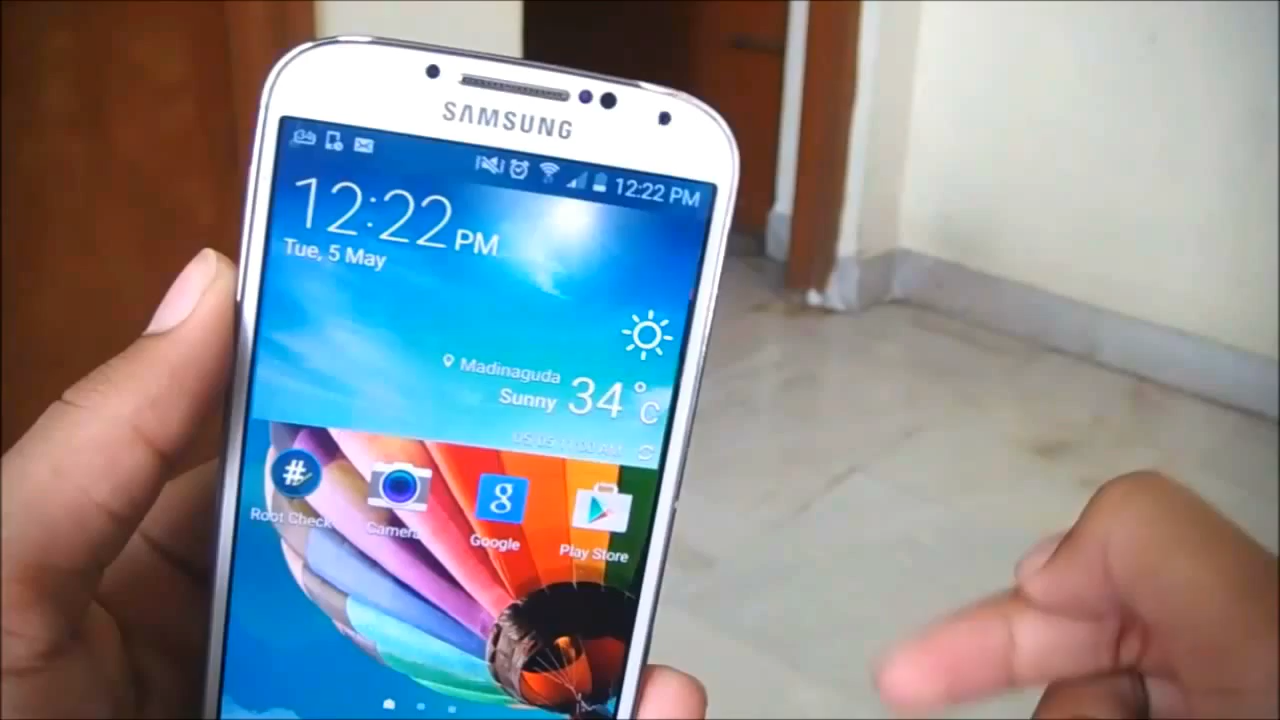 SAMSUNG
12:22 PM
12:22 PM
Tue, 5 May
Madinaguda
Sunny 34°C
Root Check
Camera
Google
Play Store